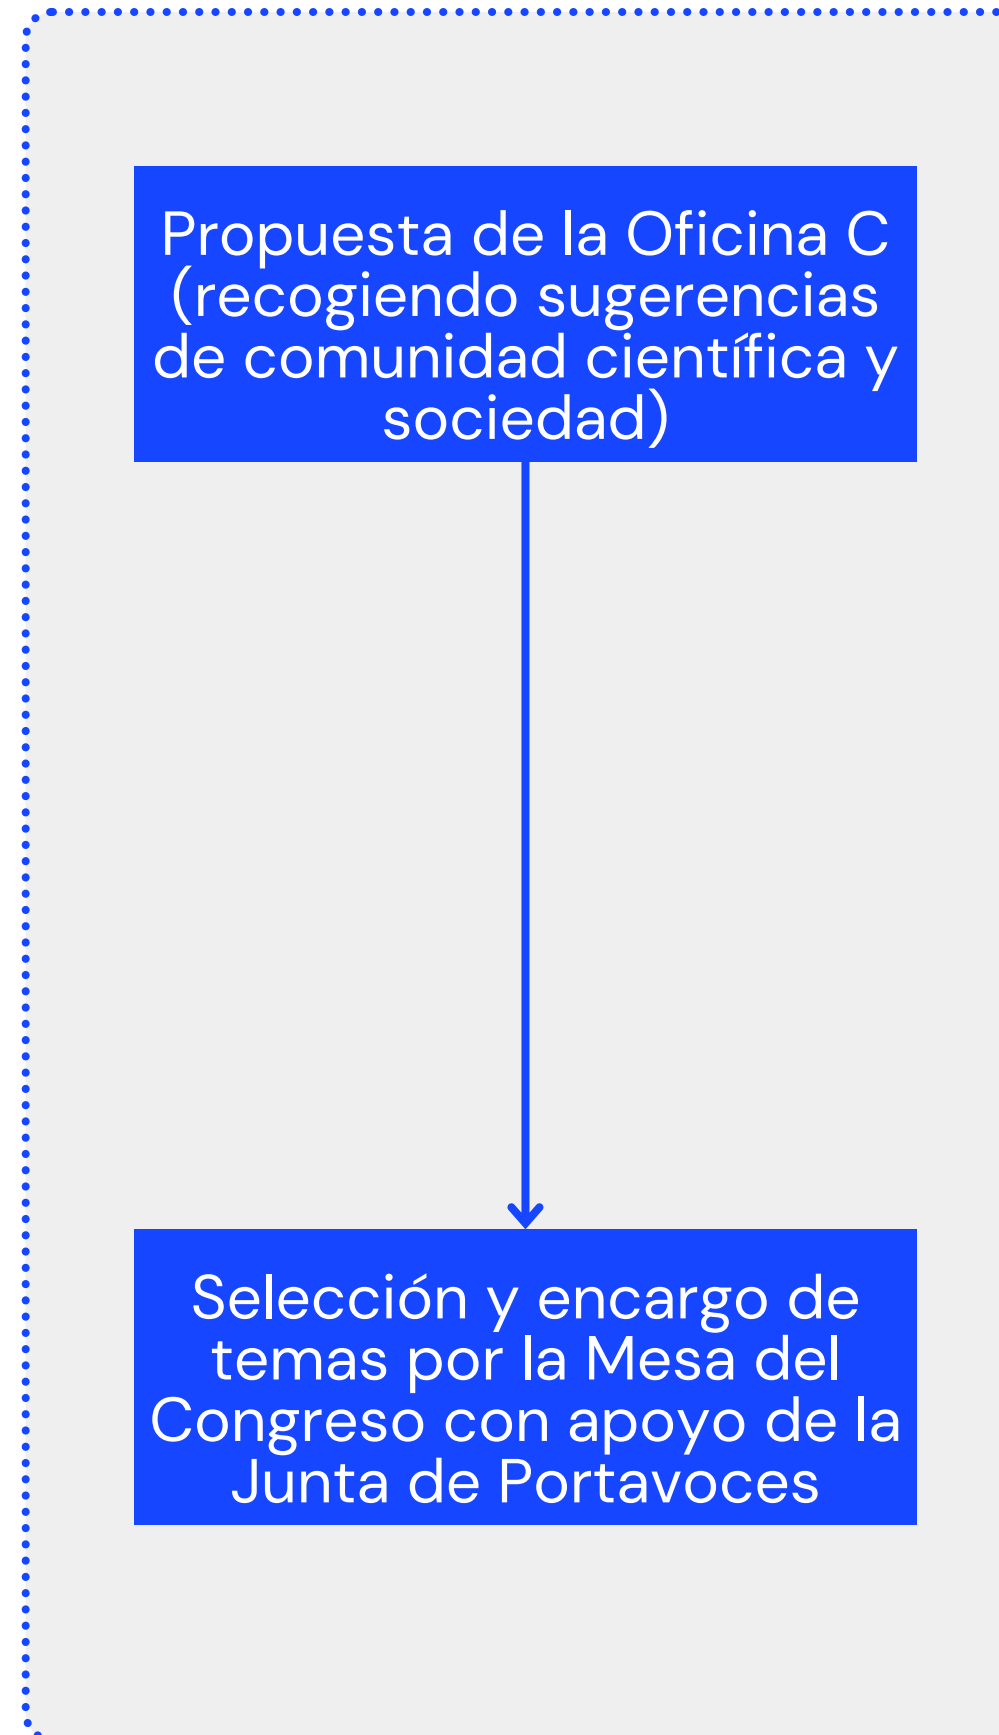 Propuesta de la Oficina C
(recogiendo sugerencias
de comunidad científica y
sociedad)
Selección y encargo de
temas por la Mesa del
Congreso con apoyo de la
Junta de Portavoces